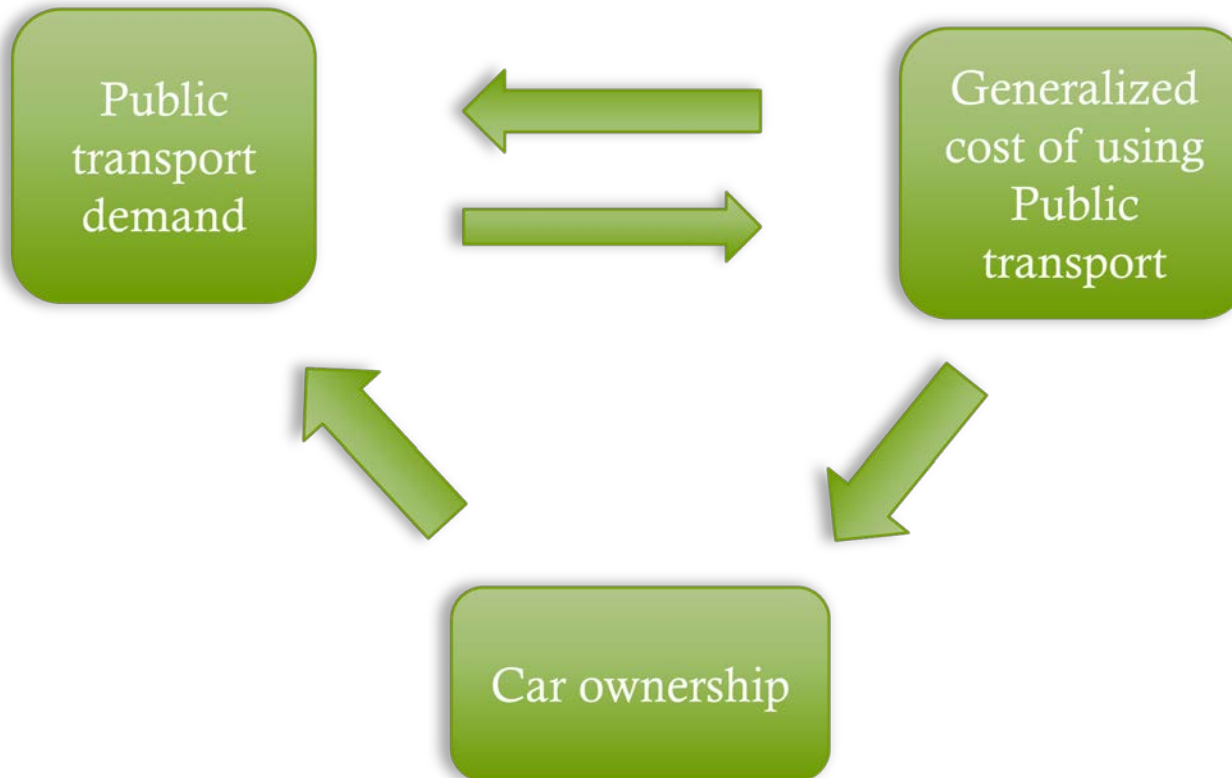 Public
transport
demand
Generalized
cost of using
Public
transport
Car ownership